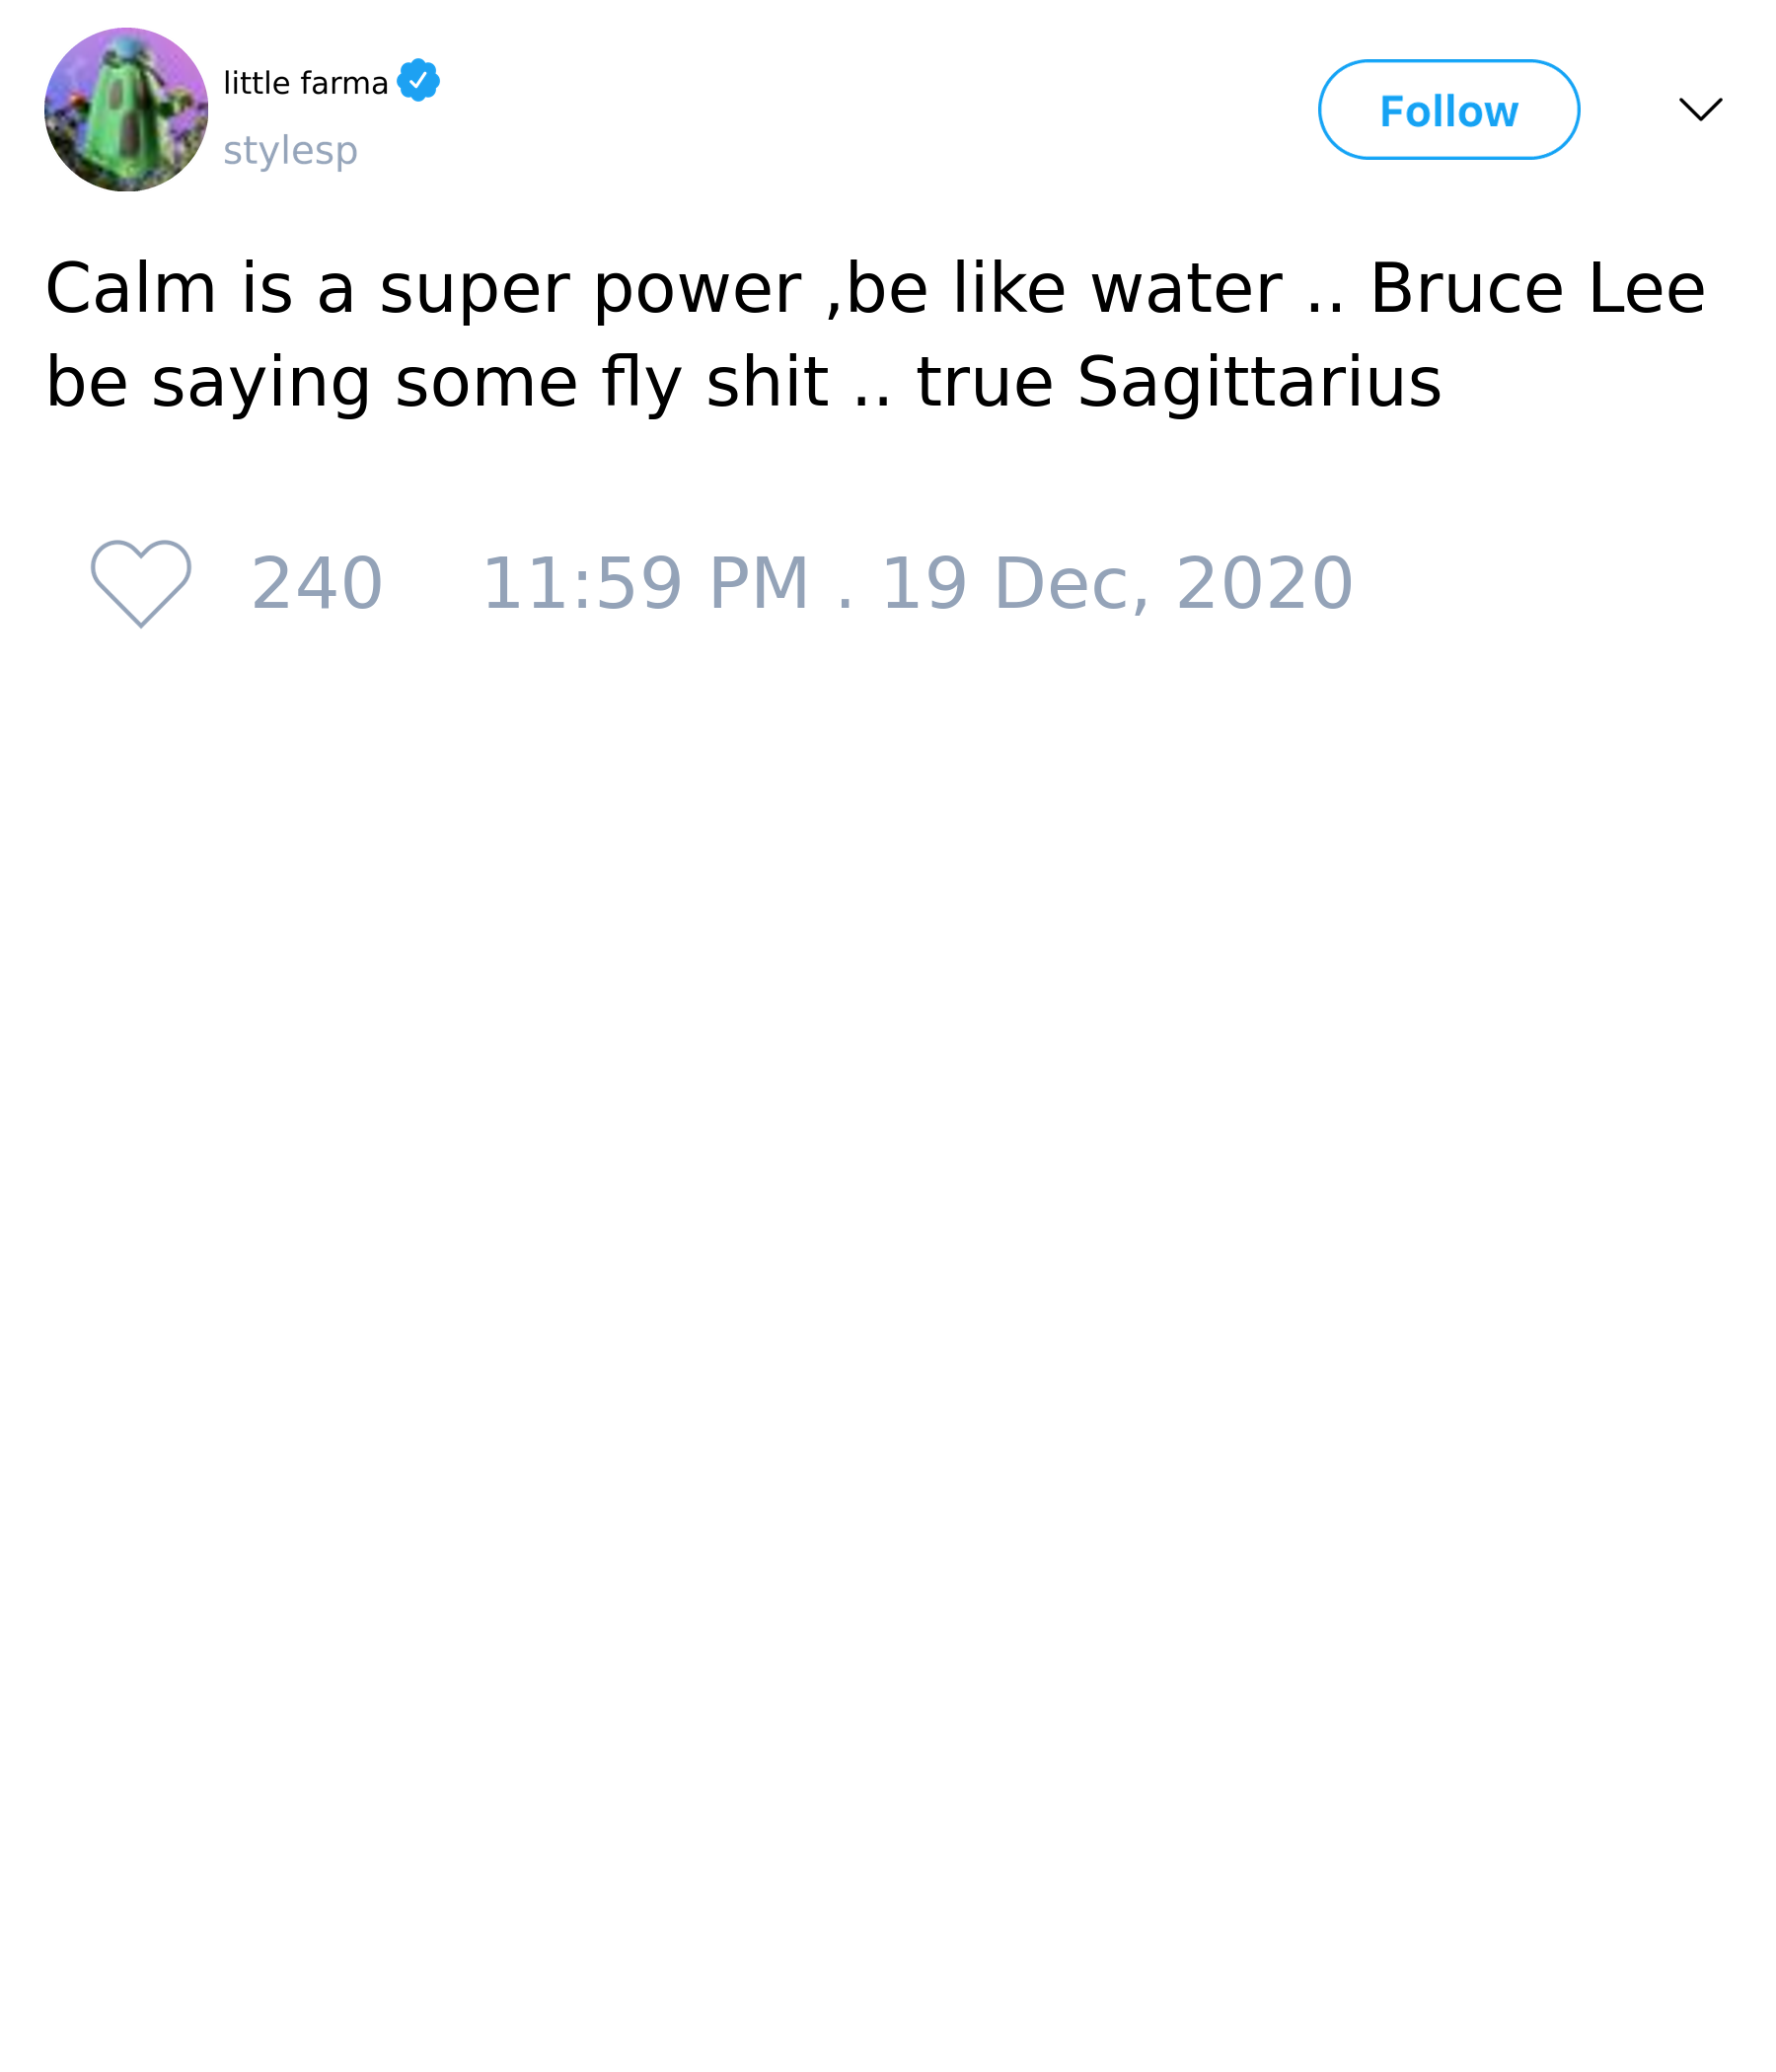 little farma
stylesp
Follow
Calm is a super power ,be like water .. Bruce Lee
be saying some fly shit ..  true Sagittarius
240 11:59 PM . 19 Dec, 2020